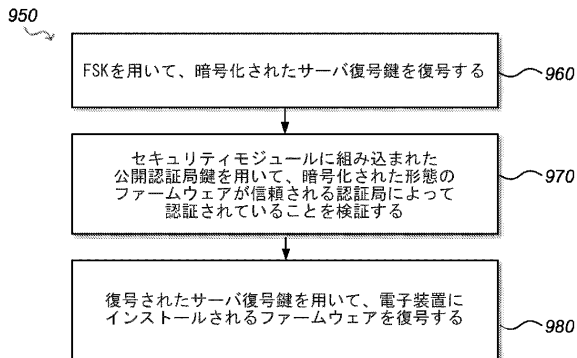 950
FSKを用いて、暗号化されたサーバ復号鍵を復号する
960
セキュリティモジュールに組み込まれた
公開認証局鍵を用いて、暗号化された形態の
ファームウェアが信頼される認証局によって
認証されていることを検証する
970
復号されたサーバ復号鍵を用いて、電子装置に
インストールされるファームウェアを復号する
980